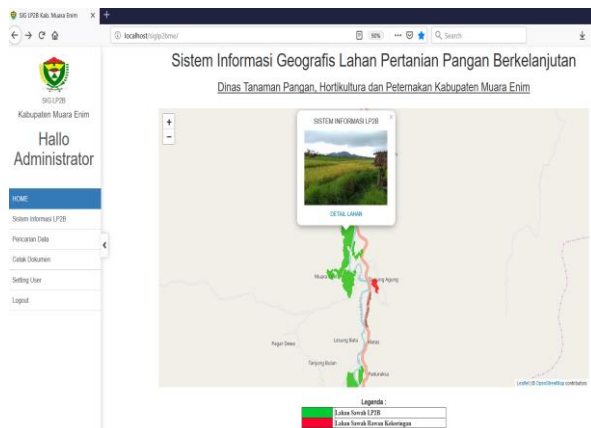 SIG LP2B Kab. Muara Enim
localhost/siglp2bme/
90%
Search
SIG LP2B
Kabupaten Muara Enim
Hallo
Administrator
HOME
Sistem Informasi LP2B
Pencarian Data
Cetak Dokumen
Setting User
Logout
Sistem Informasi Geografis Lahan Pertanian Pangan Berkelanjutan
Dinas Tanaman Pangan, Hortikultura dan Peternakan Kabupaten Muara Enim
+
−
SISTEM INFORMASI LP2B
×
DETAIL LAHAN
Muara
Agung
Pagar Dewa
Lebung Batu
Tanjung Bulan
Leaflet | © OpenStreetMap contributors
Legenda :
Lahan Sawah LP2B
Lahan Sawah Rawan Kekeringan